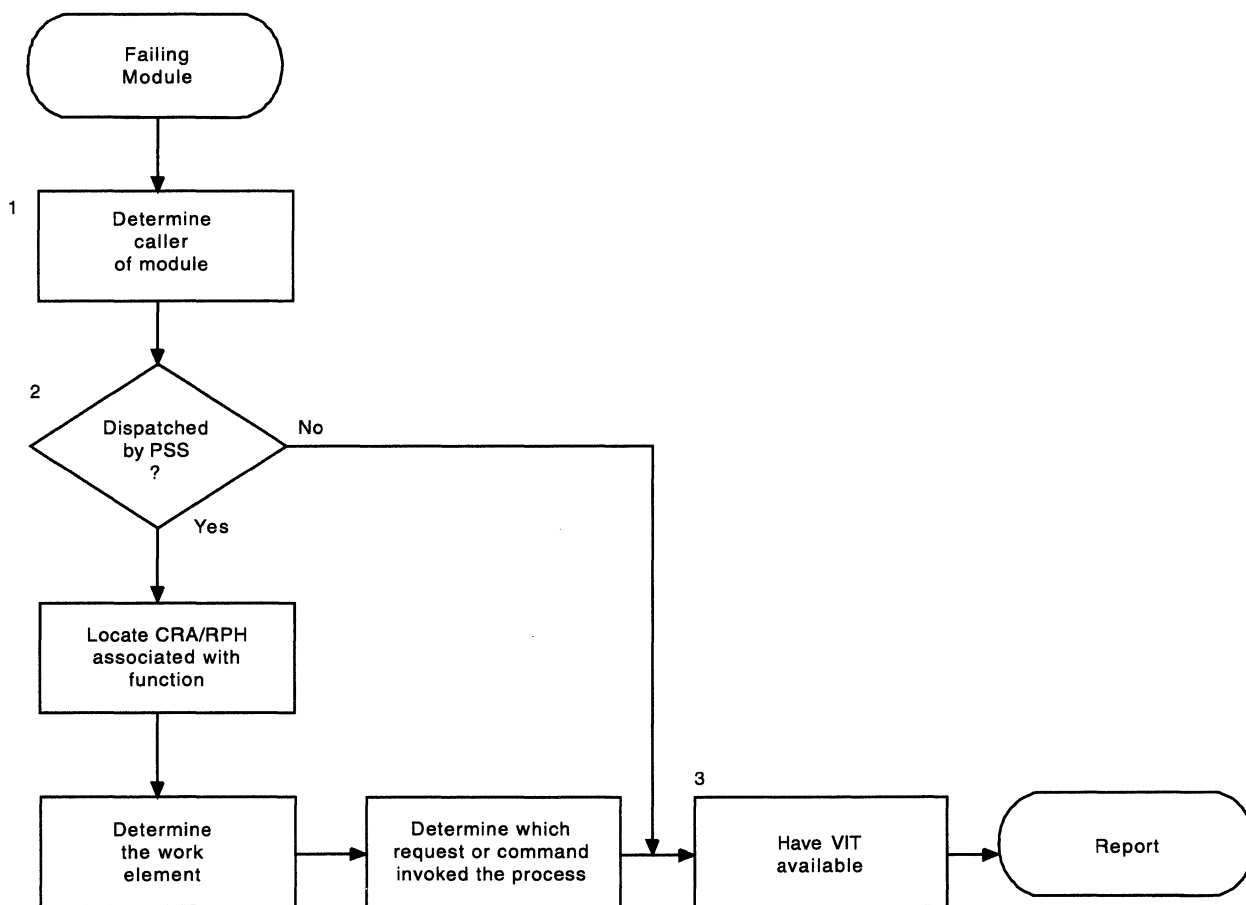 Failing
Module
1
Determine
caller
of module
2
Dispatched
by PSS
?
No
Yes
Locate CRA/RPH
associated with
function
Determine
the work
element
Determine which
request or command
invoked the process
3
Have VIT
available
Report